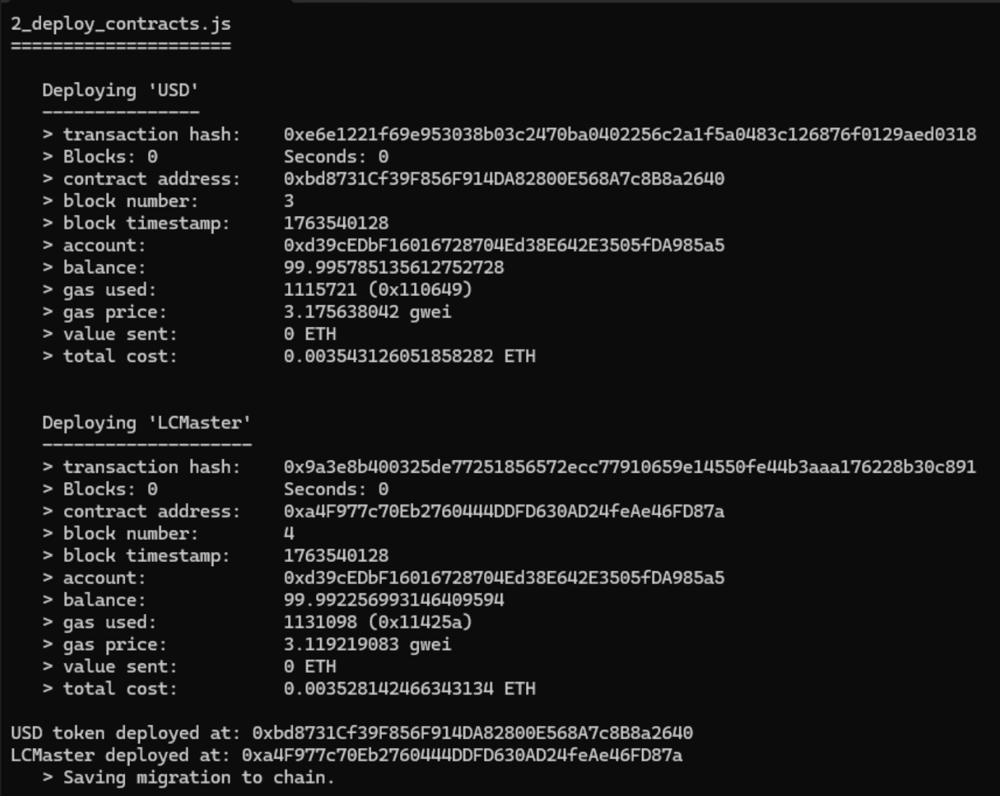 2_deploy_contracts.js
=====================
Deploying 'USD'
---------------
> transaction hash:    0xe6e1221f69e953038b03c2470ba0402256c2a1f5a0483c126876f0129aed0318
> Blocks: 0            Seconds: 0
> contract address:    0xbd8731Cf39F856F914DA82800E568A7c8B8a2640
> block number:        3
> block timestamp:     1763540128
> account:             0xd39cEDbF16016728704Ed38E642E3505fDA985a5
> balance:             99.995785135612752728
> gas used:            1115721 (0x110649)
> gas price:           3.175638042 gwei
> value sent:          0 ETH
> total cost:          0.003543126051858282 ETH
Deploying 'LCMaster'
--------------------
> transaction hash:    0x9a3e8b400325de77251856572ecc77910659e14550fe44b3aaa176228b30c891
> Blocks: 0            Seconds: 0
> contract address:    0xa4F977c70Eb2760444DDFD630AD24feAe46FD87a
> block number:        4
> block timestamp:     1763540128
> account:             0xd39cEDbF16016728704Ed38E642E3505fDA985a5
> balance:             99.992256993146409594
> gas used:            1131098 (0x11425a)
> gas price:           3.119219083 gwei
> value sent:          0 ETH
> total cost:          0.003528142466343134 ETH
USD token deployed at: 0xbd8731Cf39F856F914DA82800E568A7c8B8a2640
LCMaster deployed at: 0xa4F977c70Eb2760444DDFD630AD24feAe46FD87a
> Saving migration to chain.